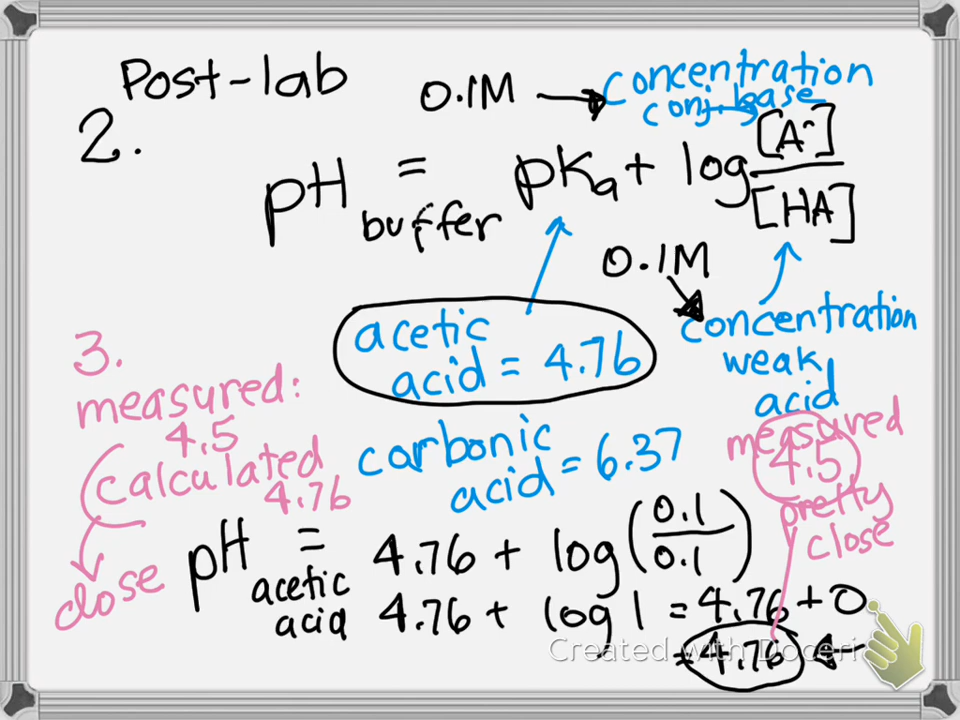 Post-lab
2.
0.1M → concentration
conj. base
pH buffer = pKa + log [A-]/[HA]
0.1M
concentration
weak
acid
acetic
acid = 4.76
carbonic
acid = 6.37
3.
measured:
4.5
calculated
4.76
close
measured
4.5
pretty
close
pH acetic acid = 4.76 + log (0.1/0.1)
4.76 + log 1 = 4.76 + 0
= 4.76
Created with Doceri